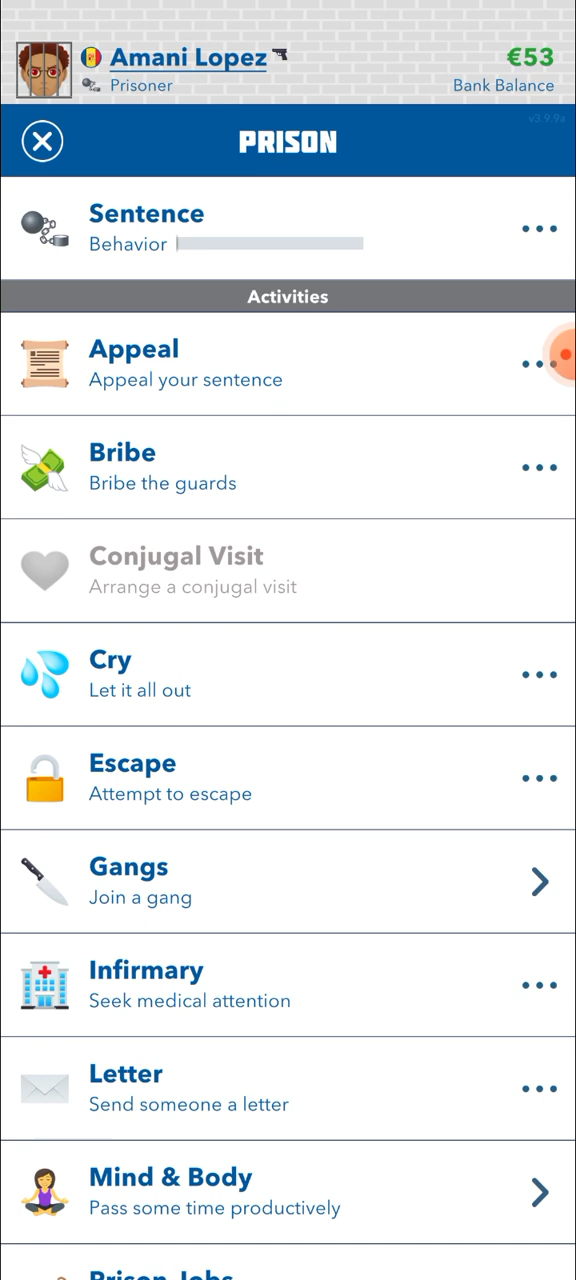 Amani Lopez
€53
Prisoner
Bank Balance
v3.9.9a
PRISON
Sentence
Behavior
Activities
Appeal
Appeal your sentence
Bribe
Bribe the guards
Conjugal Visit
Arrange a conjugal visit
Cry
Let it all out
Escape
Attempt to escape
Gangs
Join a gang
Infirmary
Seek medical attention
Letter
Send someone a letter
Mind & Body
Pass some time productively
Prison Jobs